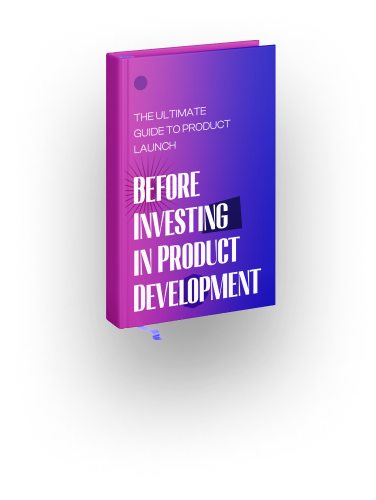 THE ULTIMATE
GUIDE TO PRODUCT
LAUNCH
BEFORE
INVESTING
IN PRODUCT
DEVELOPMENT